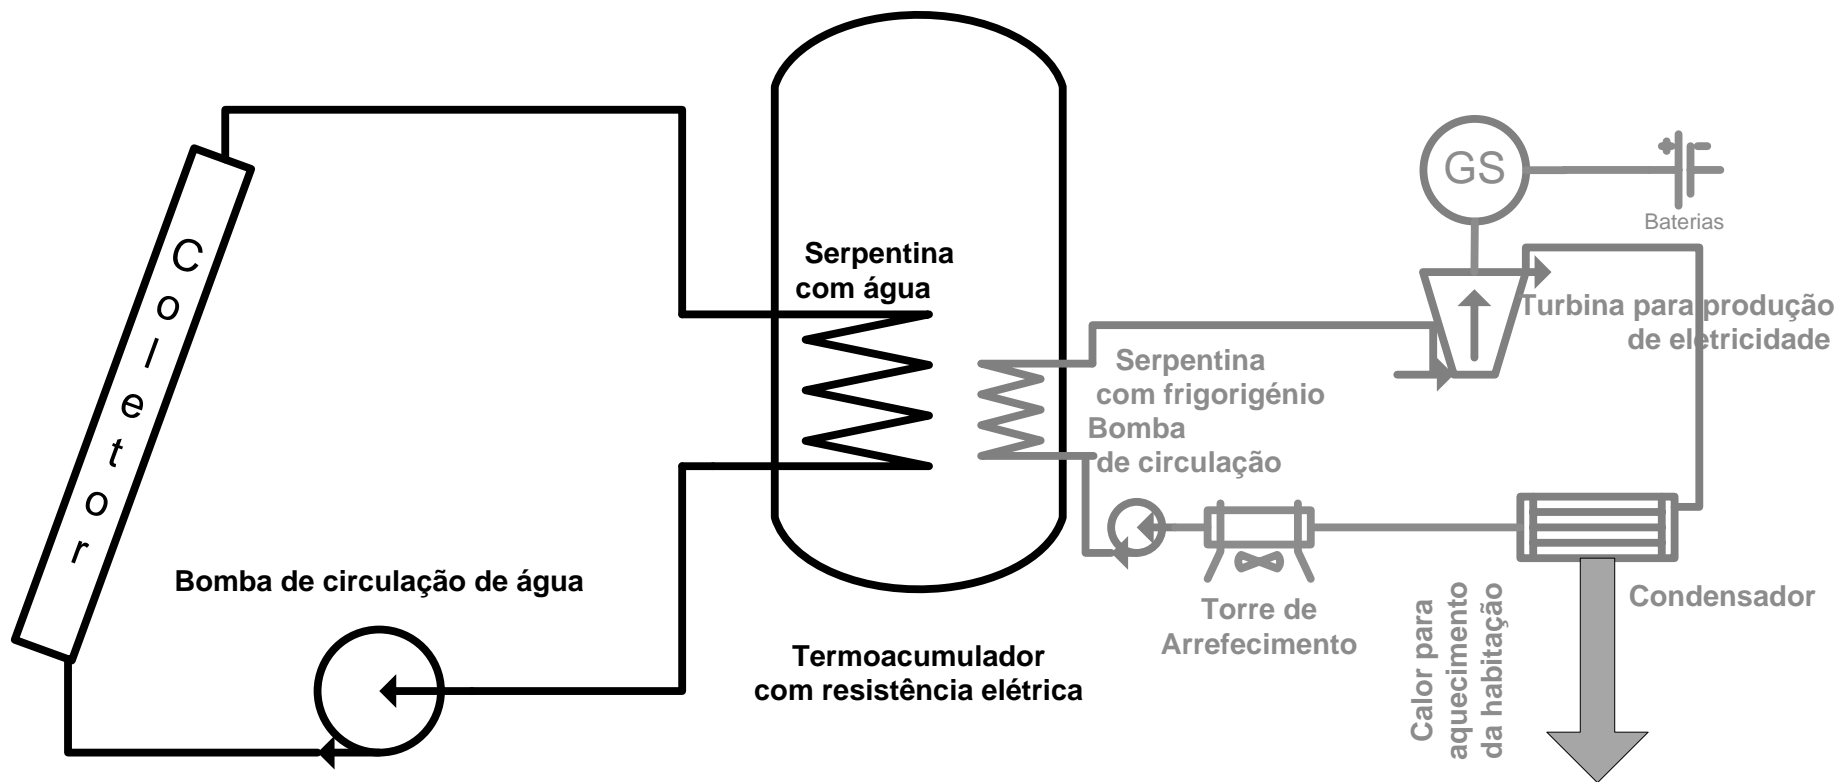 Coletor
Serpentina
com água
Bomba de circulação de água
Termoacumulador
com resistência elétrica
GS
Baterias
Turbina para produção
de eletricidade
Serpentina
com frigorigénio
Bomba
de circulação
Torre de
Arrefecimento
Condensador
Calor para
aquecimento
da habitação